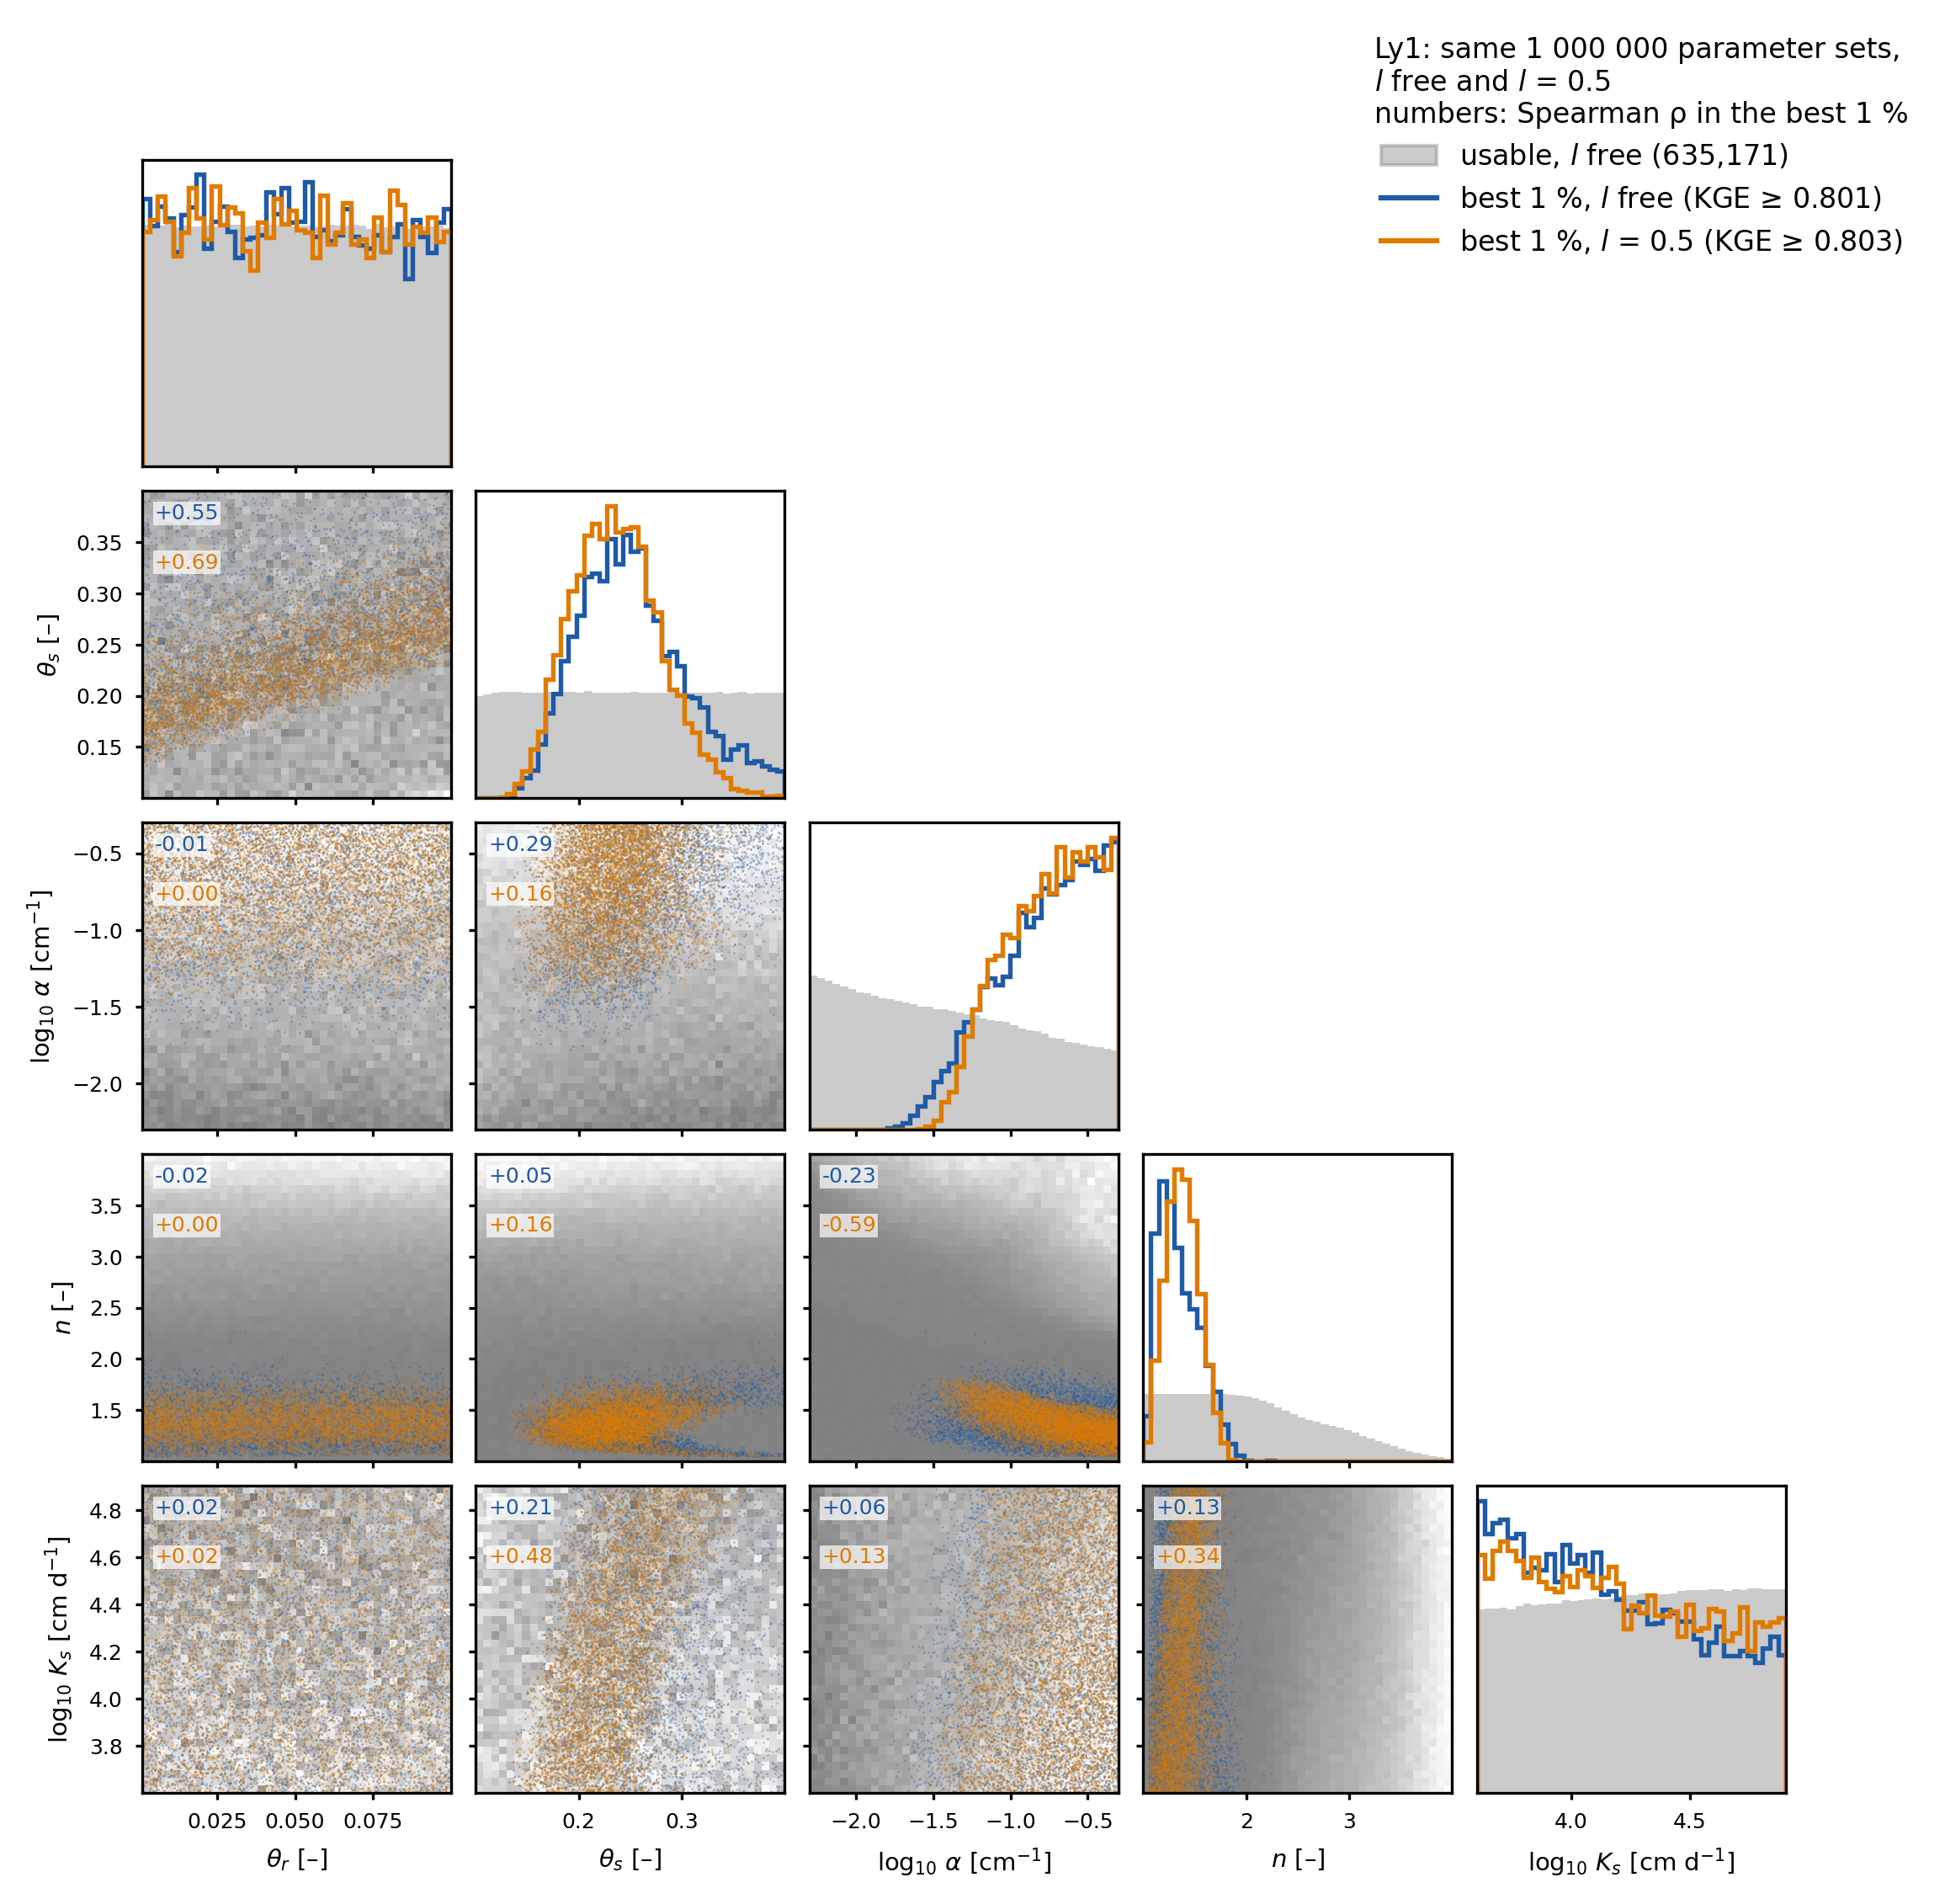 Ly1: same 1 000 000 parameter sets,
l free and l = 0.5
numbers: Spearman ρ in the best 1 %
usable, l free (635,171)
best 1 %, l free (KGE ≥ 0.801)
best 1 %, l = 0.5 (KGE ≥ 0.803)
θs [–]
0.35
0.30
0.25
0.20
0.15
+0.55
+0.69
log10 α [cm−1]
−0.5
−1.0
−1.5
−2.0
-0.01
+0.00
+0.29
+0.16
n [–]
3.5
3.0
2.5
2.0
1.5
-0.02
+0.00
+0.05
+0.16
-0.23
-0.59
log10 Ks [cm d−1]
4.8
4.6
4.4
4.2
4.0
3.8
+0.02
+0.02
+0.21
+0.48
+0.06
+0.13
+0.13
+0.34
0.025 0.050 0.075
0.2 0.3
−2.0 −1.5 −1.0 −0.5
2 3
4.0 4.5
θr [–]
θs [–]
log10 α [cm−1]
n [–]
log10 Ks [cm d−1]